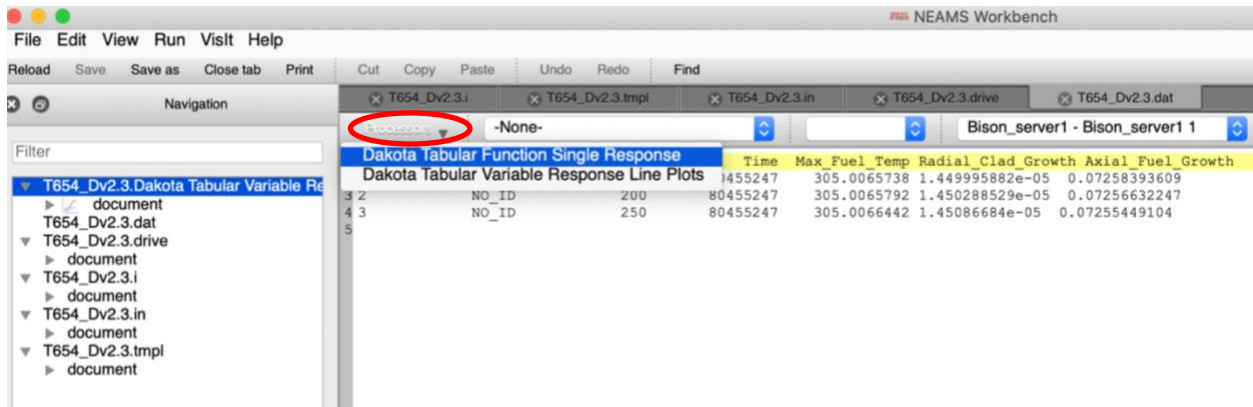 NEAMS Workbench
File Edit View Run VisIt Help
Reload Save Save as Close tab Print Cut Copy Paste Undo Redo Find
Navigation
T654_Dv2.3.i T654_Dv2.3.tmpl T654_Dv2.3.in T654_Dv2.3.drive T654_Dv2.3.dat
Processors -None- Bison_server1 - Bison_server1 1
Filter
Dakota Tabular Function Single Response
Dakota Tabular Variable Response Line Plots
Time Max_Fuel_Temp Radial_Clad_Growth Axial_Fuel_Growth
80455247 305.0065738 1.449995882e-05 0.07258393609
3 2 NO_ID 200 80455247 305.0065792 1.450288529e-05 0.07256632247
4 3 NO_ID 250 80455247 305.0066442 1.45086684e-05 0.07255449104
5
T654_Dv2.3.Dakota Tabular Variable Re
document
T654_Dv2.3.dat
T654_Dv2.3.drive
document
T654_Dv2.3.i
document
T654_Dv2.3.in
document
T654_Dv2.3.tmpl
document